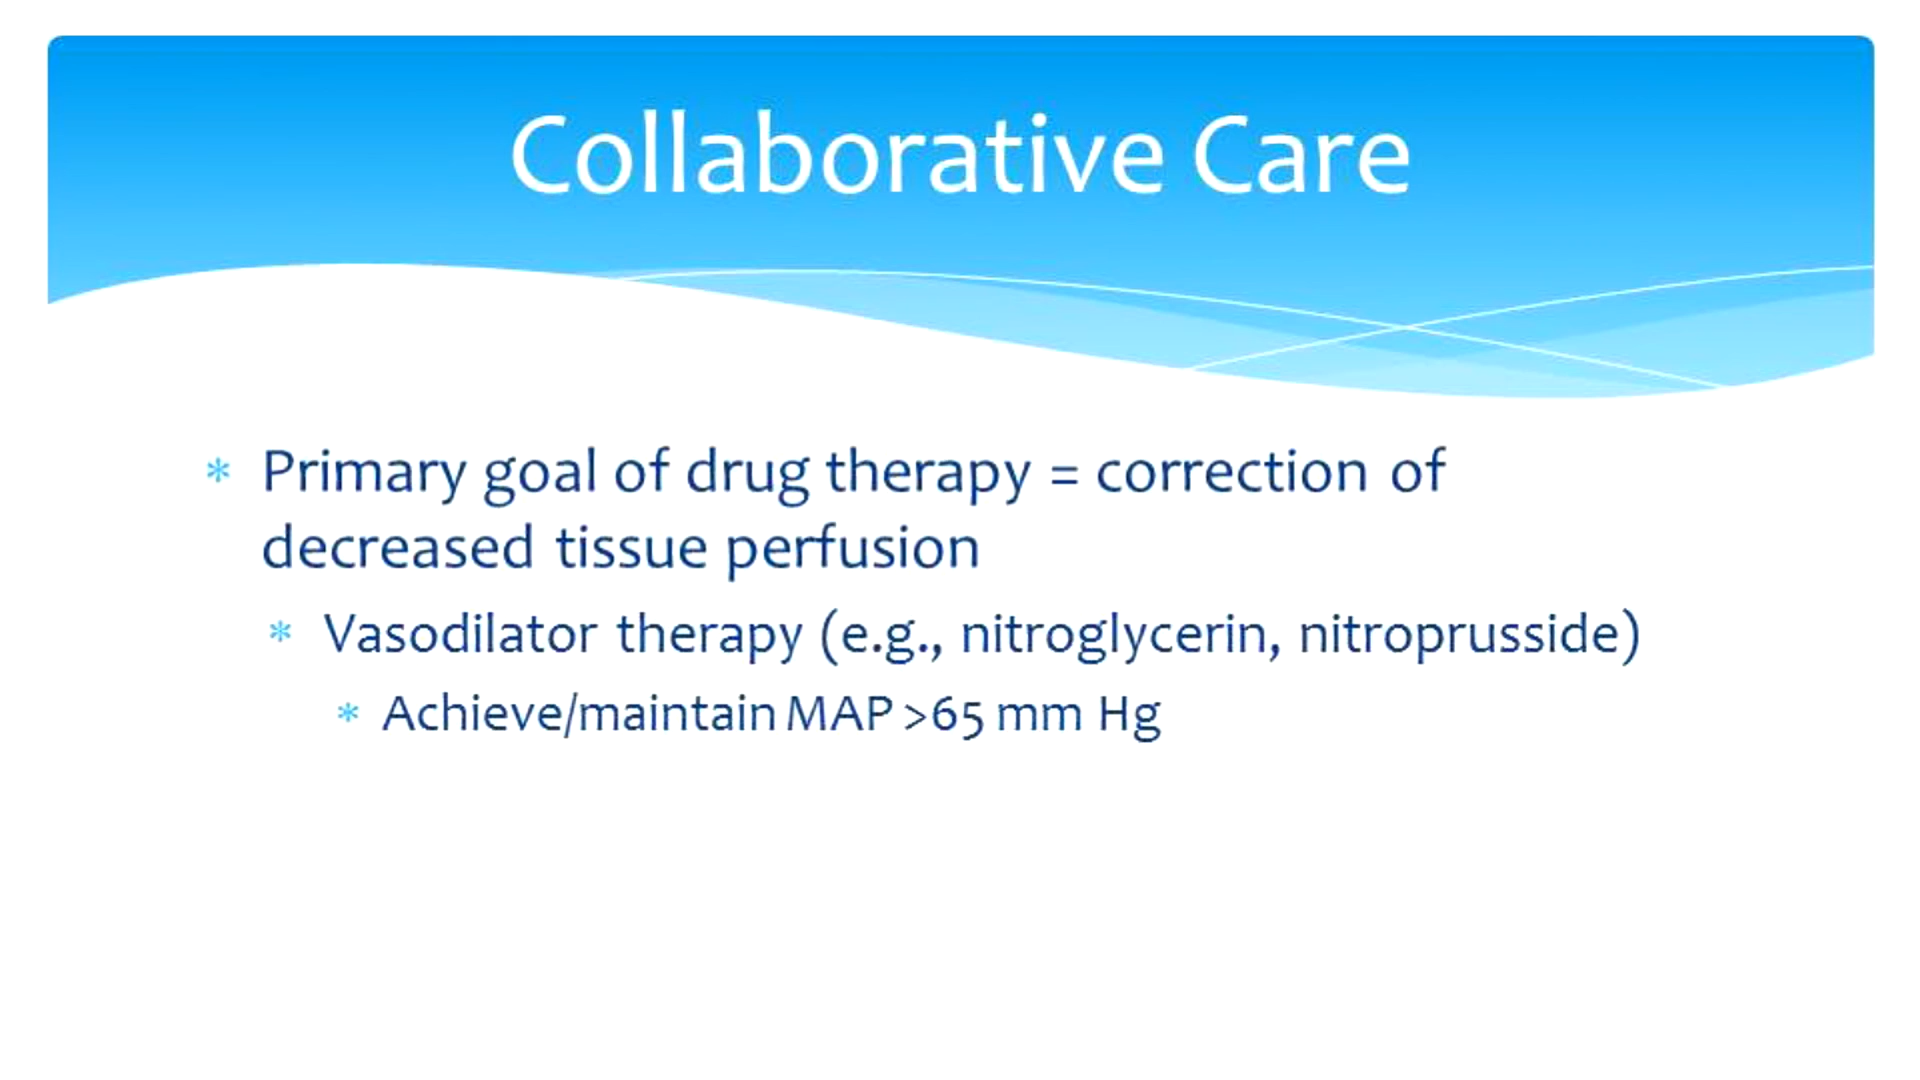 Collaborative Care
* Primary goal of drug therapy = correction of
decreased tissue perfusion
* Vasodilator therapy (e.g., nitroglycerin, nitroprusside)
* Achieve/maintain MAP >65 mm Hg